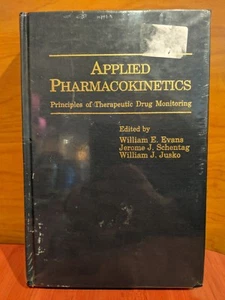 APPLIED
PHARMACOKINETICS
Principles of Therapeutic Drug Monitoring
Edited by
William E. Evans
Jerome J. Schentag
William J. Jusko